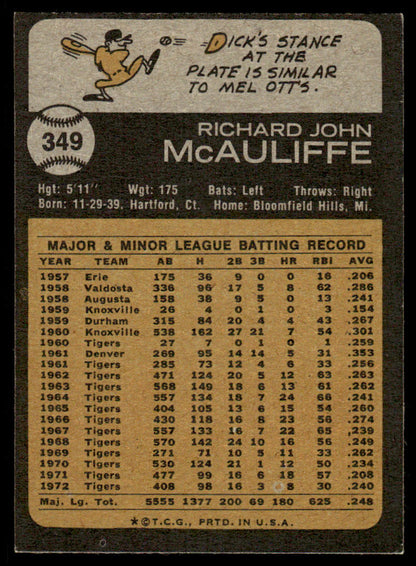 DICK'S STANCE
AT THE
PLATE IS SIMILAR
TO MEL OTT'S.
349
RICHARD JOHN
McAULIFFE
Hgt: 5'11" Wgt: 175 Bats: Left Throws: Right
Born: 11-29-39, Hartford, Ct. Home: Bloomfield Hills, Mi.
MAJOR & MINOR LEAGUE BATTING RECORD
YEAR TEAM AB H 2B 3B HR RBI AVG
1957 Erie 175 36 9 0 0 16 .206
1958 Valdosta 336 96 17 5 8 62 .286
1958 Augusta 158 38 9 5 0 13 .241
1959 Knoxville 26 4 0 1 0 3 .154
1959 Durham 315 84 20 4 4 43 .267
1960 Knoxville 538 162 27 21 7 54 .301
1960 Tigers 27 7 0 1 0 1 .259
1961 Denver 269 95 14 14 5 31 .353
1961 Tigers 285 73 12 4 6 33 .256
1962 Tigers 471 124 20 5 12 63 .263
1963 Tigers 568 149 18 6 13 61 .262
1964 Tigers 557 134 18 7 24 66 .241
1965 Tigers 404 105 13 6 15 54 .260
1966 Tigers 430 118 16 8 23 56 .274
1967 Tigers 557 133 16 7 22 65 .239
1968 Tigers 570 142 24 10 16 56 .249
1969 Tigers 271 71 10 5 11 33 .262
1970 Tigers 530 124 21 1 12 50 .234
1971 Tigers 477 99 16 6 18 57 .208
1972 Tigers 408 98 16 3 8 30 .240
Maj. Lg. Tot. 5555 1377 200 69 180 625 .248
★©T.C.G., PRTD. IN U.S.A.